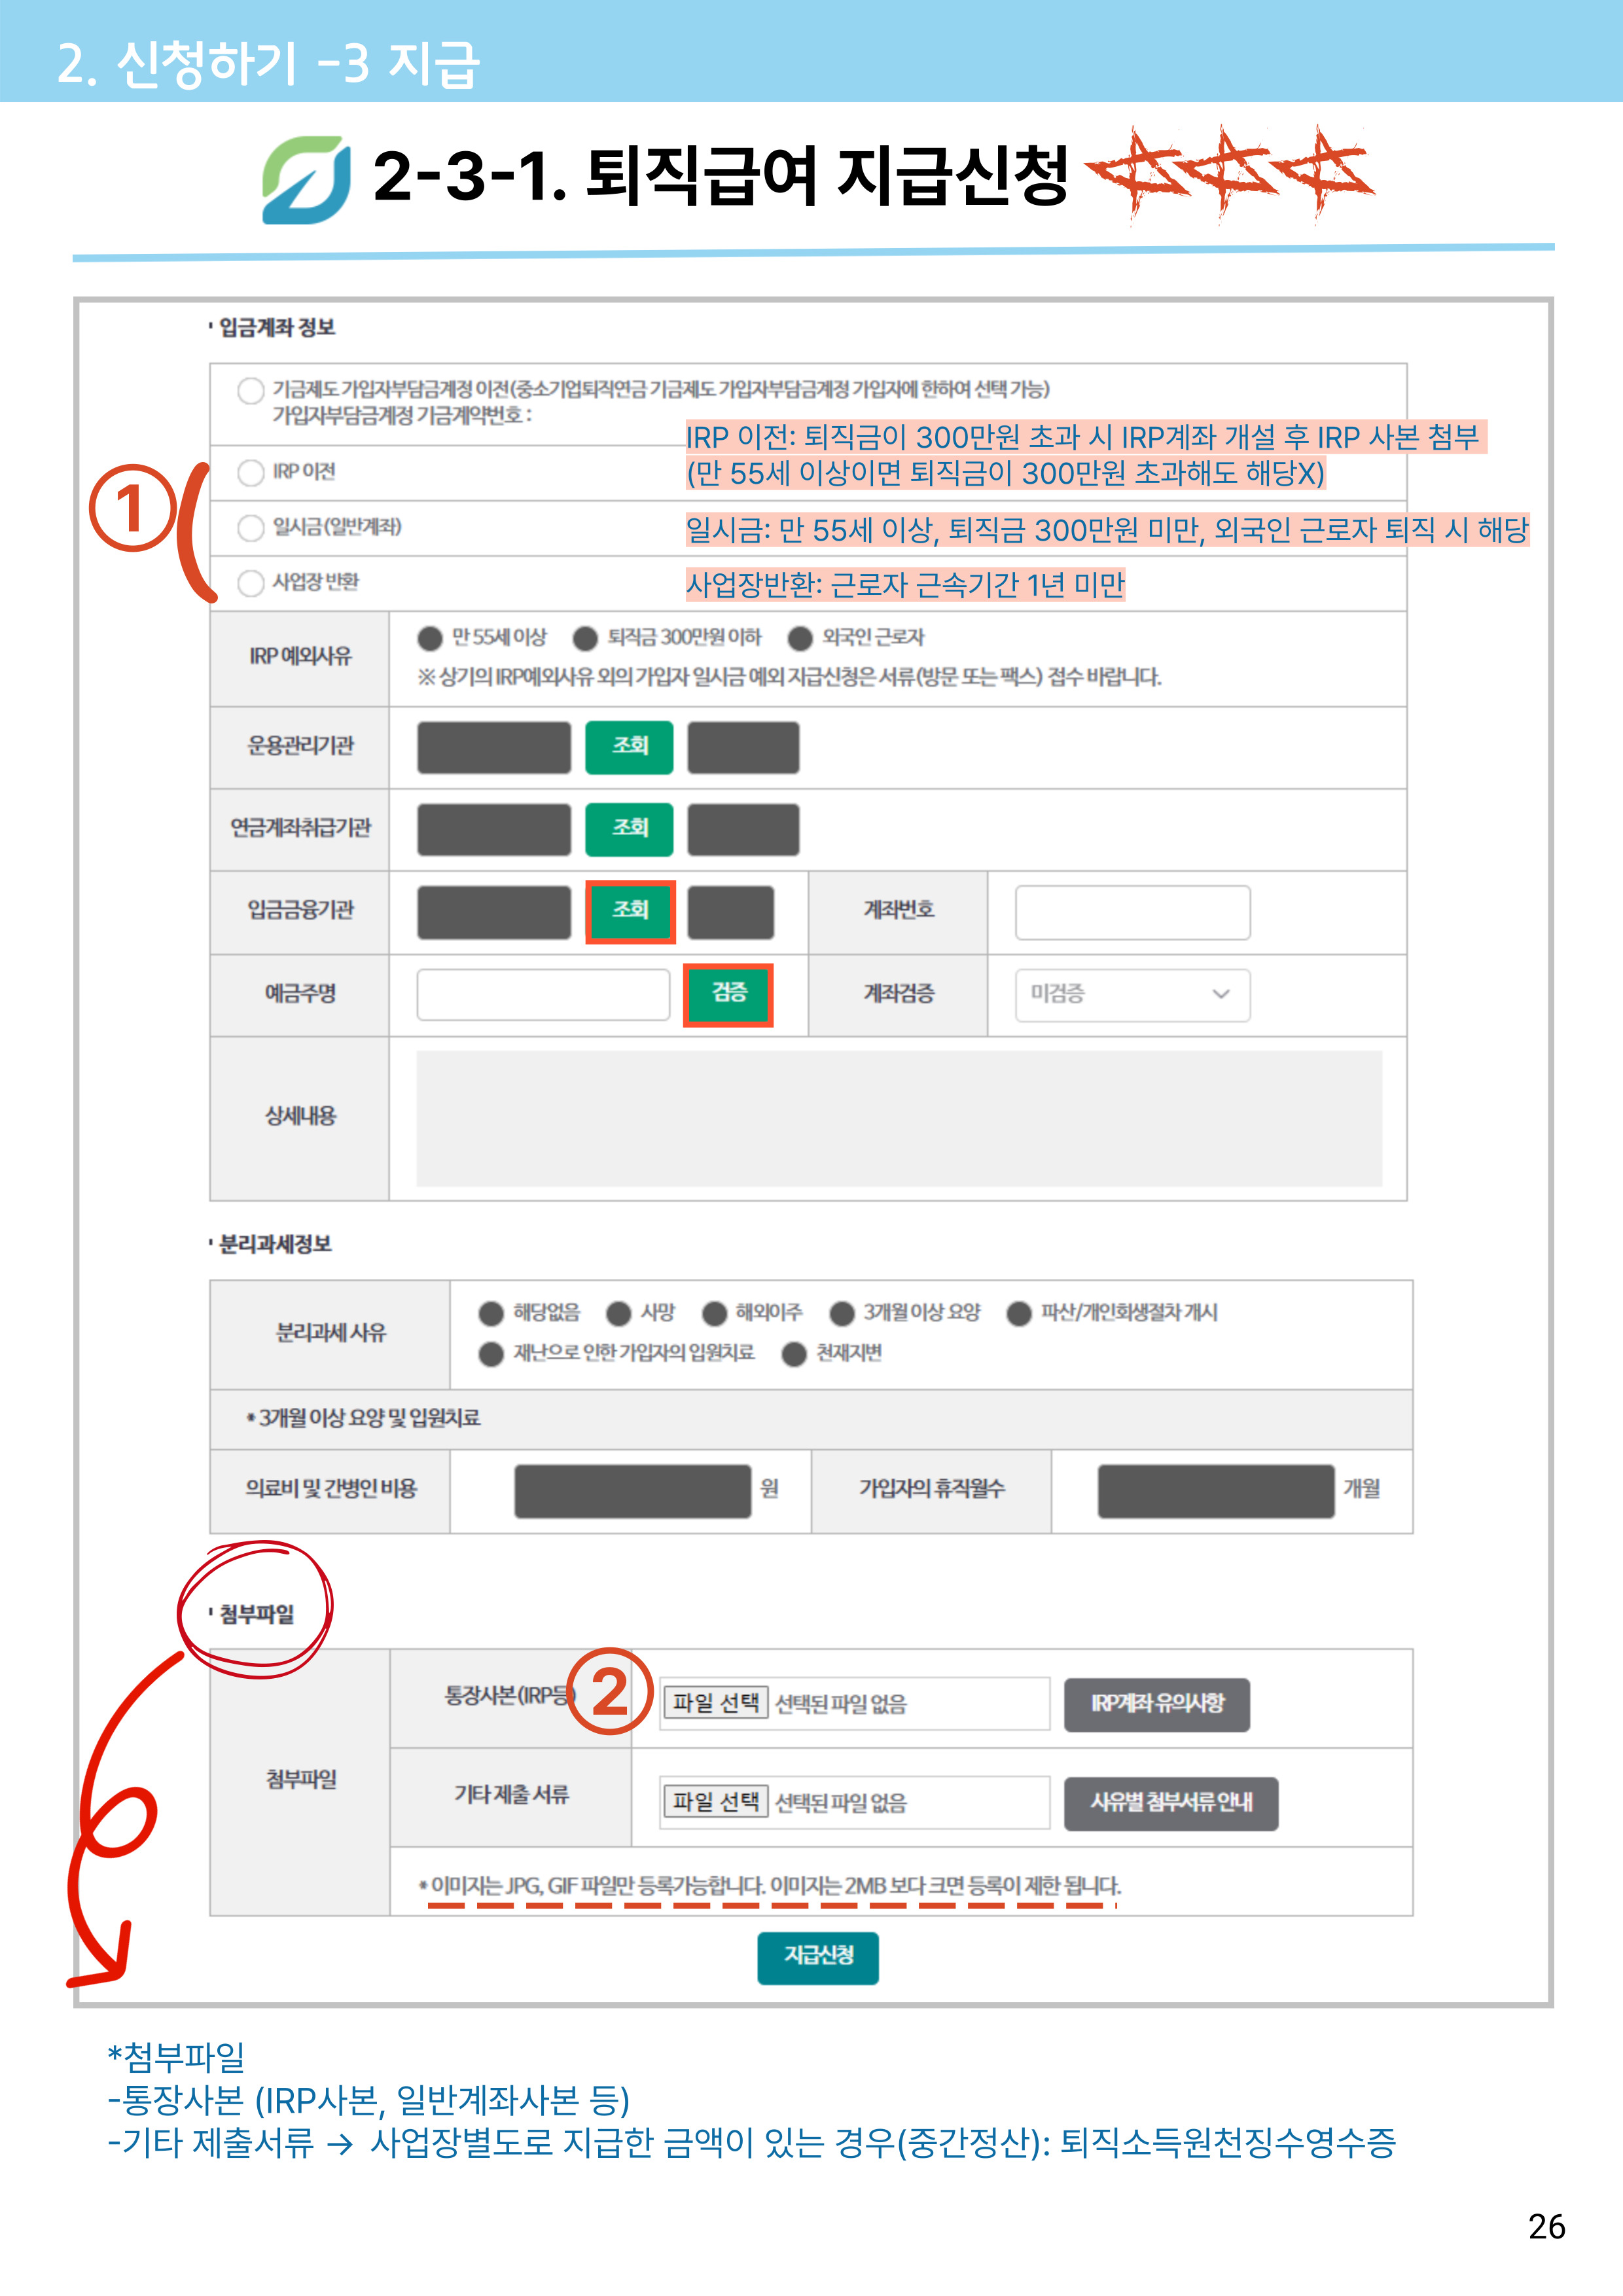 2. 신청하기 -3 지급
2-3-1. 퇴직급여 지급신청
입금계좌 정보
기금제도 가입자부담금계정 이전(중소기업퇴직연금 기금제도 가입자부담금계정 가입자에 한하여 선택 가능)
가입자부담금계정 기금계약번호 :
IRP 이전: 퇴직금이 300만원 초과 시 IRP계좌 개설 후 IRP 사본 첨부
(만 55세 이상이면 퇴직금이 300만원 초과해도 해당X)
1
IRP 이전
일시금(일반계좌)
일시금: 만 55세 이상, 퇴직금 300만원 미만, 외국인 근로자 퇴직 시 해당
사업장 반환
사업장반환: 근로자 근속기간 1년 미만
IRP 예외사유
만 55세 이상 퇴직금 300만원 이하 외국인 근로자
※ 상기의 IRP예외사유 외의 가입자 일시금 예외 지급신청은 서류(방문 또는 팩스) 접수 바랍니다.
운용관리기관 조회
연금계좌취급기관 조회
입금금융기관 조회 계좌번호
예금주명 검증 계좌검증 미검증
상세내용
분리과세정보
분리과세 사유
해당없음 사망 해외이주 3개월 이상 요양 파산/개인회생절차 개시
재난으로 인한 가입자의 입원치료 천재지변
* 3개월 이상 요양 및 입원치료
의료비 및 간병인 비용 원 가입자의 휴직월수 개월
첨부파일
첨부파일
통장사본(IRP등) 2 파일 선택 선택된 파일 없음 IRP계좌 유의사항
기타 제출 서류 파일 선택 선택된 파일 없음 사유별 첨부서류 안내
* 이미지는 JPG, GIF 파일만 등록가능합니다. 이미지는 2MB 보다 크면 등록이 제한 됩니다.
지급신청
*첨부파일
-통장사본 (IRP사본, 일반계좌사본 등)
-기타 제출서류 → 사업장별도로 지급한 금액이 있는 경우(중간정산): 퇴직소득원천징수영수증
26